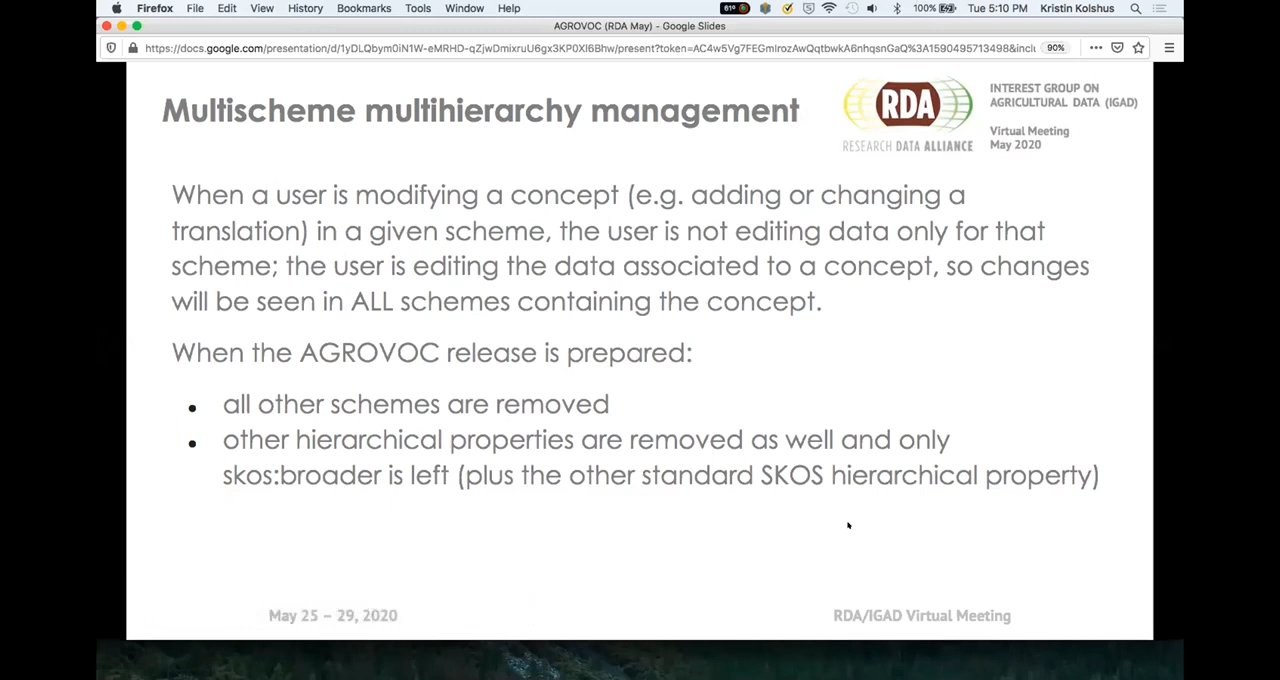 Firefox File Edit View History Bookmarks Tools Window Help 61° 100% Tue 5:10 PM Kristin Kolshus
AGROVOC (RDA May) - Google Slides
90%
Multischeme multihierarchy management
RDA
RESEARCH DATA ALLIANCE
INTEREST GROUP ON
AGRICULTURAL DATA (IGAD)
Virtual Meeting
May 2020
When a user is modifying a concept (e.g. adding or changing a
translation) in a given scheme, the user is not editing data only for that
scheme; the user is editing the data associated to a concept, so changes
will be seen in ALL schemes containing the concept.
When the AGROVOC release is prepared:
• all other schemes are removed
• other hierarchical properties are removed as well and only
skos:broader is left (plus the other standard SKOS hierarchical property)
May 25 – 29, 2020
RDA/IGAD Virtual Meeting